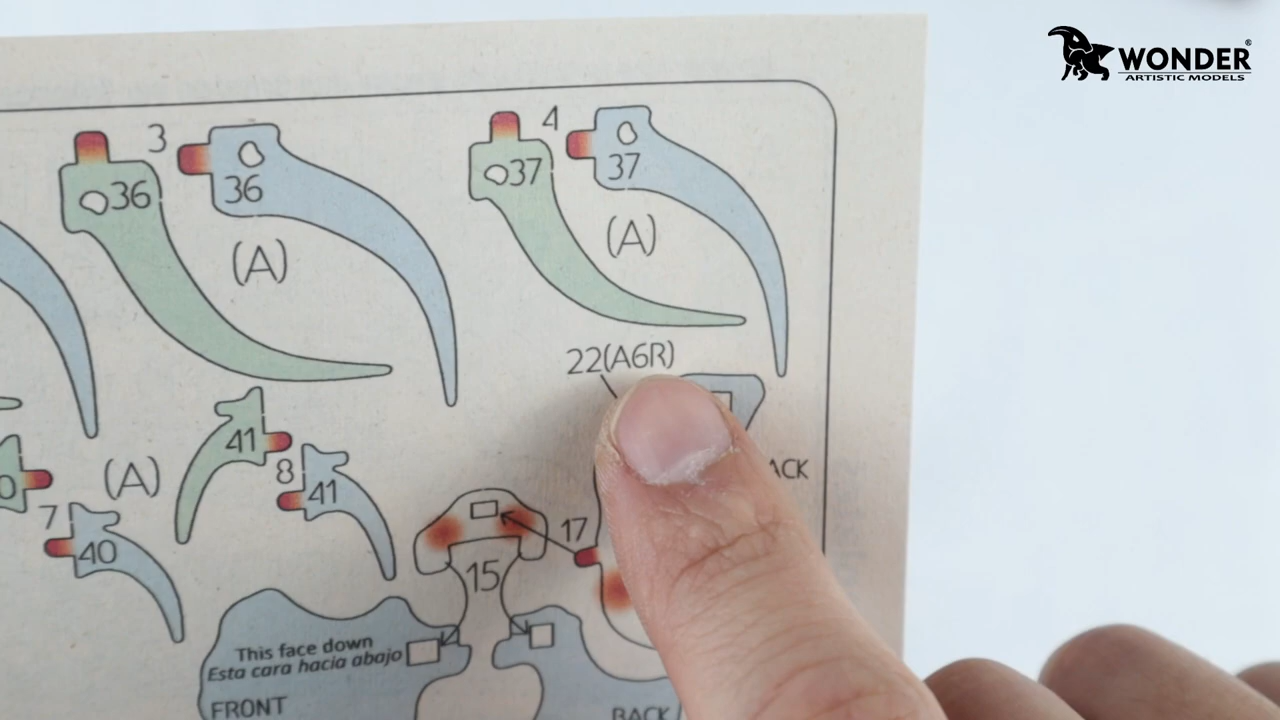 WONDER®
ARTISTIC MODELS
3
4
36
36
37
37
(A)
(A)
22(A6R)
41
8
41
(A)
7
40
17
15
This face down
Esta cara hacia abajo
FRONT
BACK